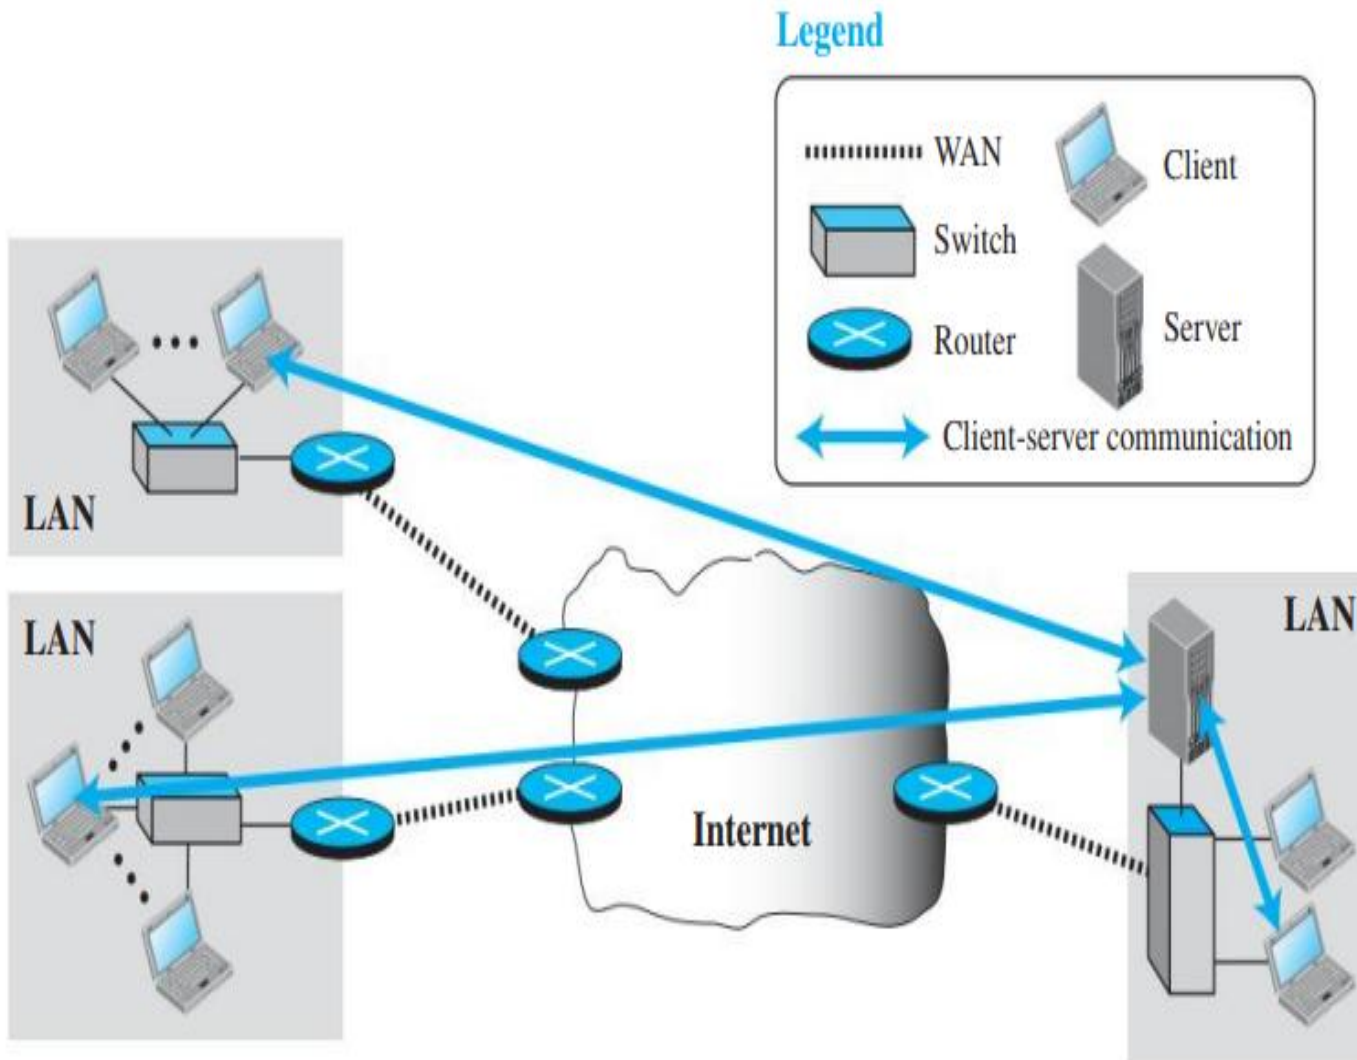 Legend
WAN
Client
Switch
Router
Server
Client-server communication
LAN
LAN
LAN
Internet